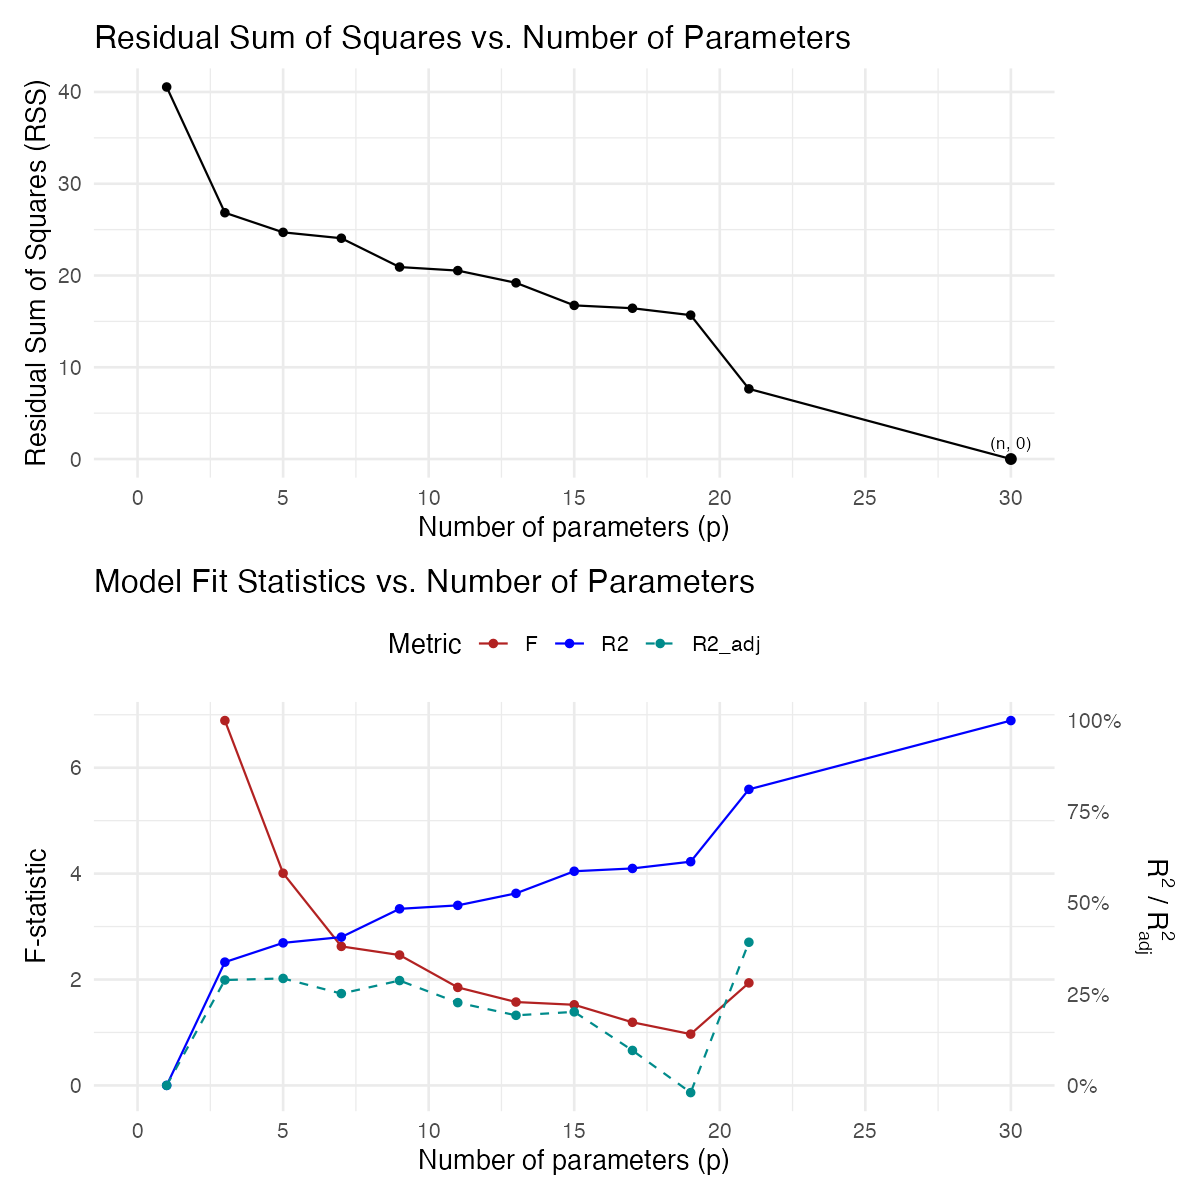 Residual Sum of Squares vs. Number of Parameters
Residual Sum of Squares (RSS)
40
30
20
10
0
(n, 0)
0 5 10 15 20 25 30
Number of parameters (p)
Model Fit Statistics vs. Number of Parameters
Metric F R2 R2_adj
F-statistic
6
4
2
0
100%
75%
50%
25%
0%
R² / R²adj
0 5 10 15 20 25 30
Number of parameters (p)